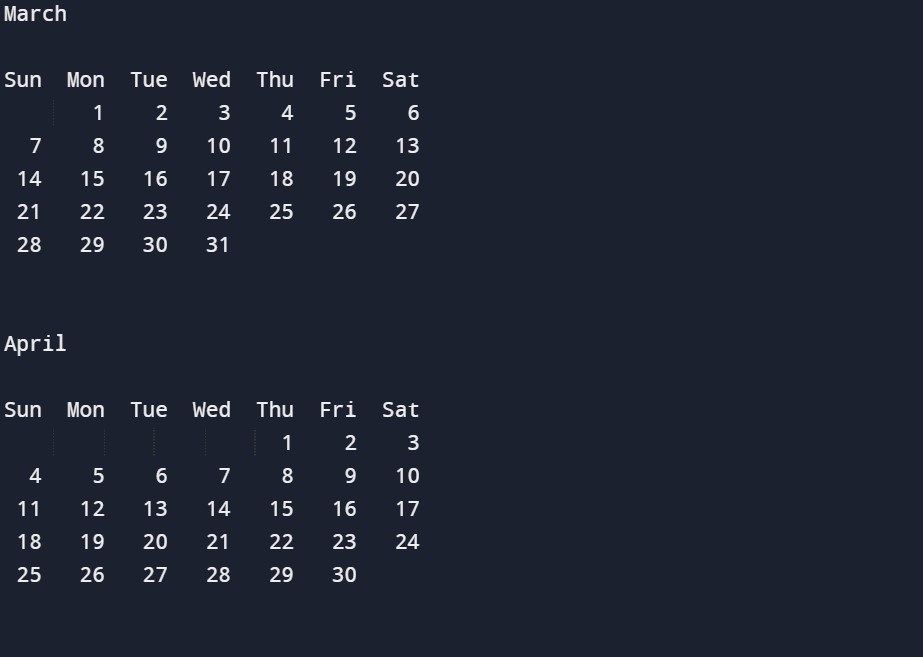 March
Sun Mon Tue Wed Thu Fri Sat
1 2 3 4 5 6
7 8 9 10 11 12 13
14 15 16 17 18 19 20
21 22 23 24 25 26 27
28 29 30 31
April
Sun Mon Tue Wed Thu Fri Sat
1 2 3
4 5 6 7 8 9 10
11 12 13 14 15 16 17
18 19 20 21 22 23 24
25 26 27 28 29 30